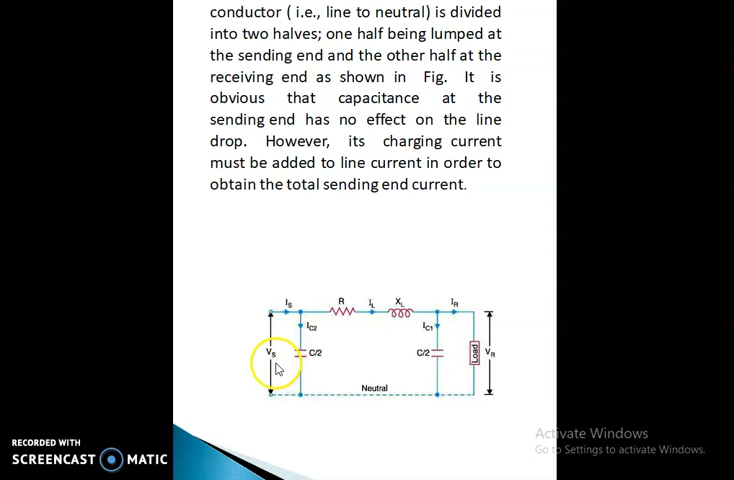 conductor ( i.e., line to neutral) is divided
into two halves; one half being lumped at
the sending end and the other half at the
receiving end as shown in Fig. It is
obvious that capacitance at the
sending end has no effect on the line
drop. However, its charging current
must be added to line current in order to
obtain the total sending end current.
IS R IL XL IR
IC2 IC1
VS C/2 C/2 Load VR
Neutral
Activate Windows
Go to Settings to activate Windows.
RECORDED WITH
SCREENCAST MATIC